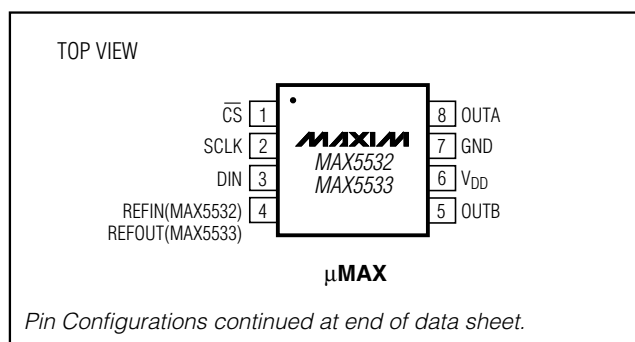 TOP VIEW
CS 1
SCLK 2
DIN 3
REFIN(MAX5532) 4
REFOUT(MAX5533)
MAXIM
MAX5532
MAX5533
8 OUTA
7 GND
6 VDD
5 OUTB
µMAX
Pin Configurations continued at end of data sheet.